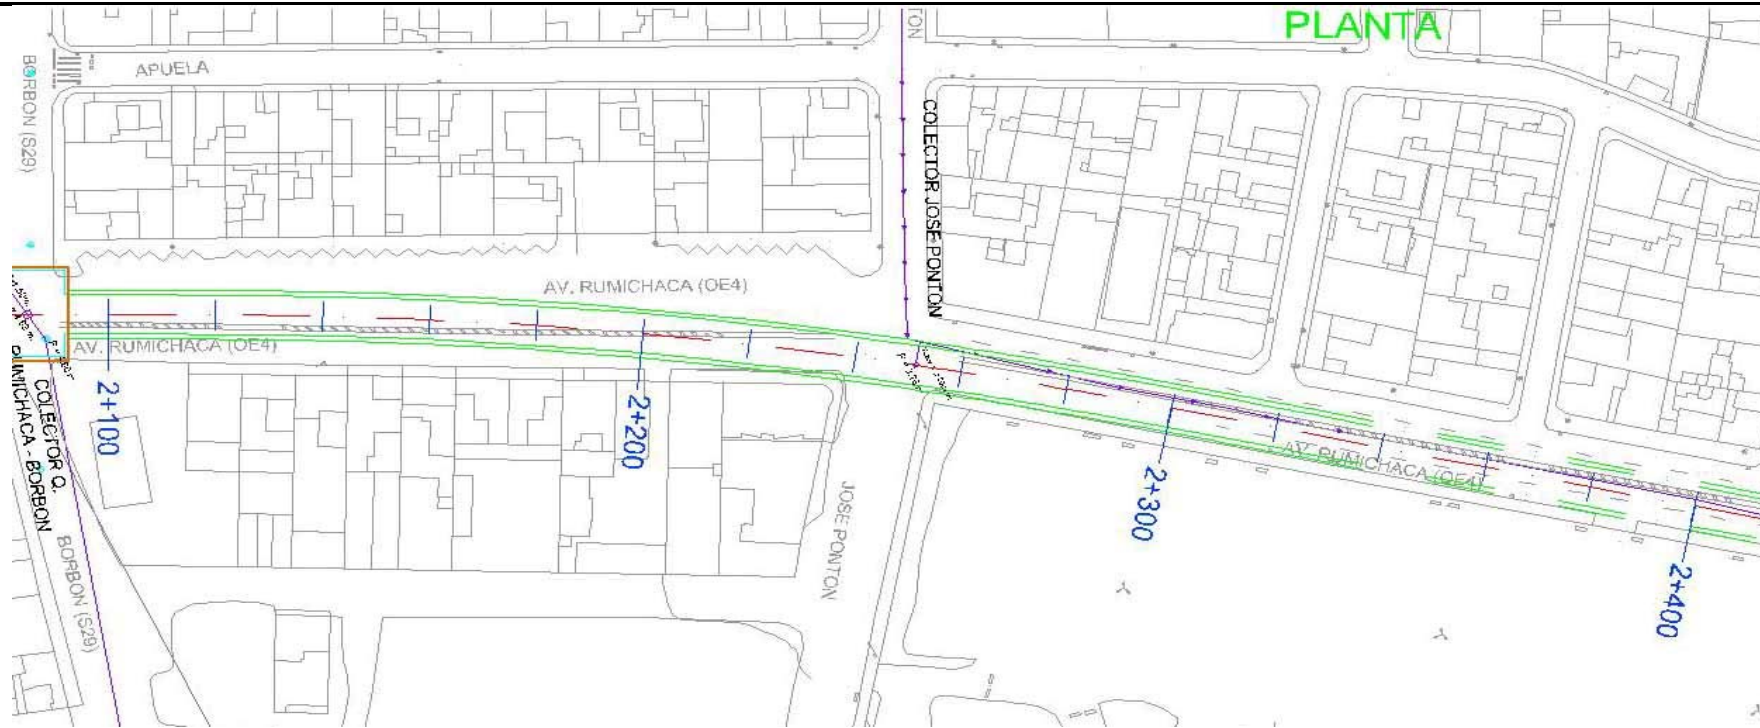 PLANTA
TON
BORBON (S29)
APUELA
COLECTOR JOSE PONTON
AV. RUMICHACA (OE4)
AV. RUMICHACA (OE4)
COLECTOR Q.
RUMICHACA - BORBON
2+100
2+200
AV. RUMICHACA (OE4)
2+300
JOSE PONTON
BORBON (S29)
2+400